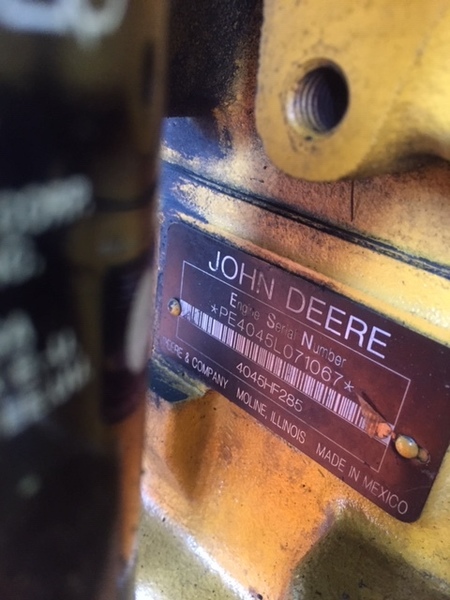 JOHN DEERE
Engine Serial Number
*PE4045L071067*
4045HF285
DEERE & COMPANY MOLINE, ILLINOIS MADE IN MEXICO